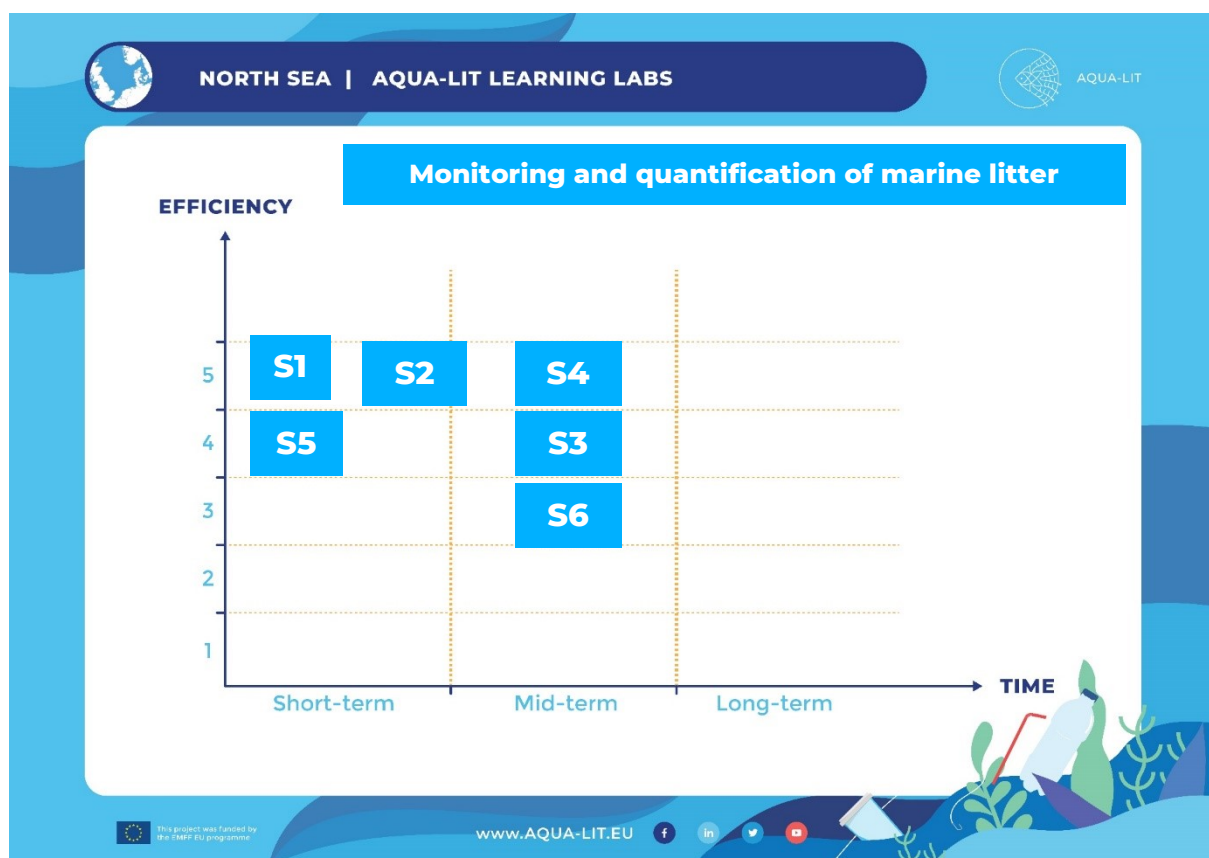 NORTH SEA | AQUA-LIT LEARNING LABS
AQUA-LIT
Monitoring and quantification of marine litter
EFFICIENCY
5
S1
S2
S4
4
S5
S3
3
S6
2
1
TIME
Short-term
Mid-term
Long-term
This project was funded by
the EMFF EU programme
www.AQUA-LIT.EU
f
in